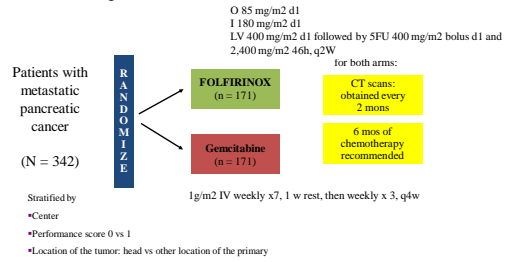 O 85 mg/m2 d1
I 180 mg/m2 d1
LV 400 mg/m2 d1 followed by 5FU 400 mg/m2 bolus d1 and
2,400 mg/m2 46h, q2W
for both arms:
Patients with
metastatic
pancreatic
cancer
(N = 342)
RANDOMIZE
FOLFIRINOX
(n = 171)
CT scans:
obtained every
2 mons
Gemcitabine
(n = 171)
6 mos of
chemotherapy
recommended
1g/m2 IV weekly x7, 1 w rest, then weekly x 3, q4w
Stratified by
▪Center
▪Performance score 0 vs 1
▪Location of the tumor: head vs other location of the primary